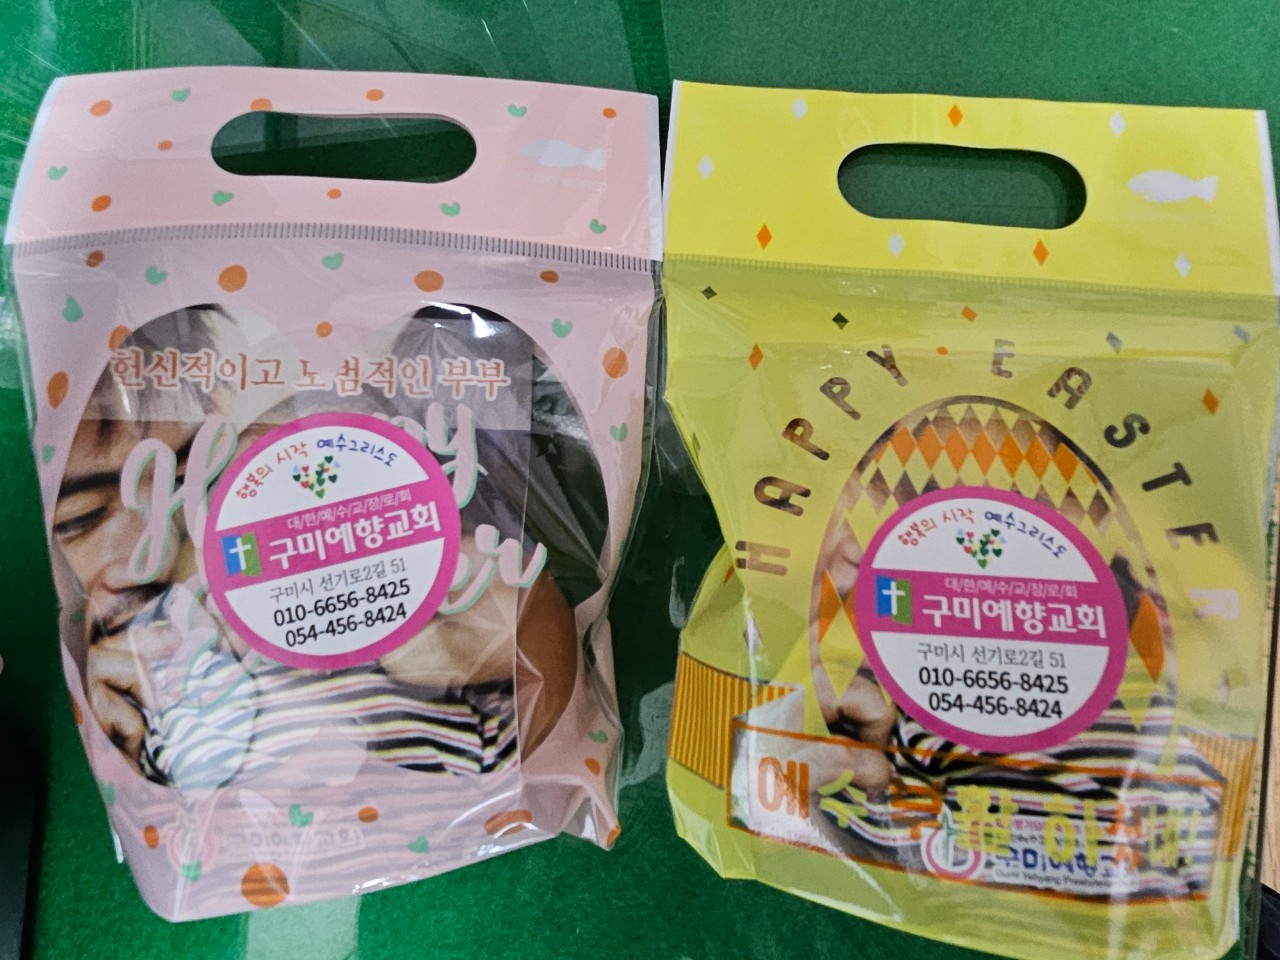 헌신적이고 노 범적인 부부
Happy
Easter
행복의 시작 예수그리스도
대/한/예/수/교/장/로/회
구미예향교회
구미시 선기로2길 51
010-6656-8425
054-456-8424
구미예향교회
HAPPY EASTER
행복의 시작 예수그리스도
대/한/예/수/교/장/로/회
구미예향교회
구미시 선기로2길 51
010-6656-8425
054-456-8424
예수부활하셨네
구미예향교회